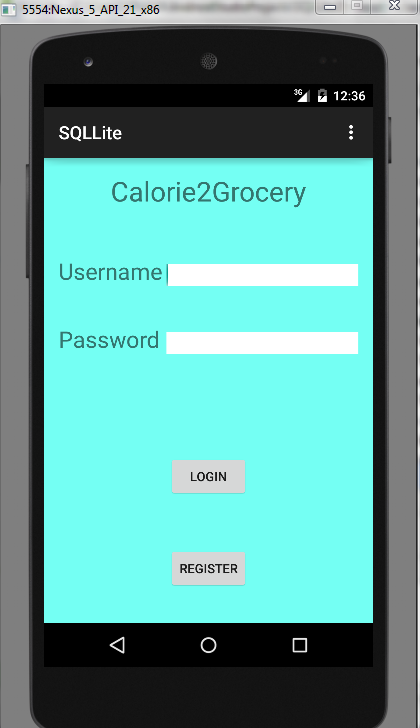 5554:Nexus_5_API_21_x86
3G 12:36
SQLLite
Calorie2Grocery
Username
Password
LOGIN
REGISTER